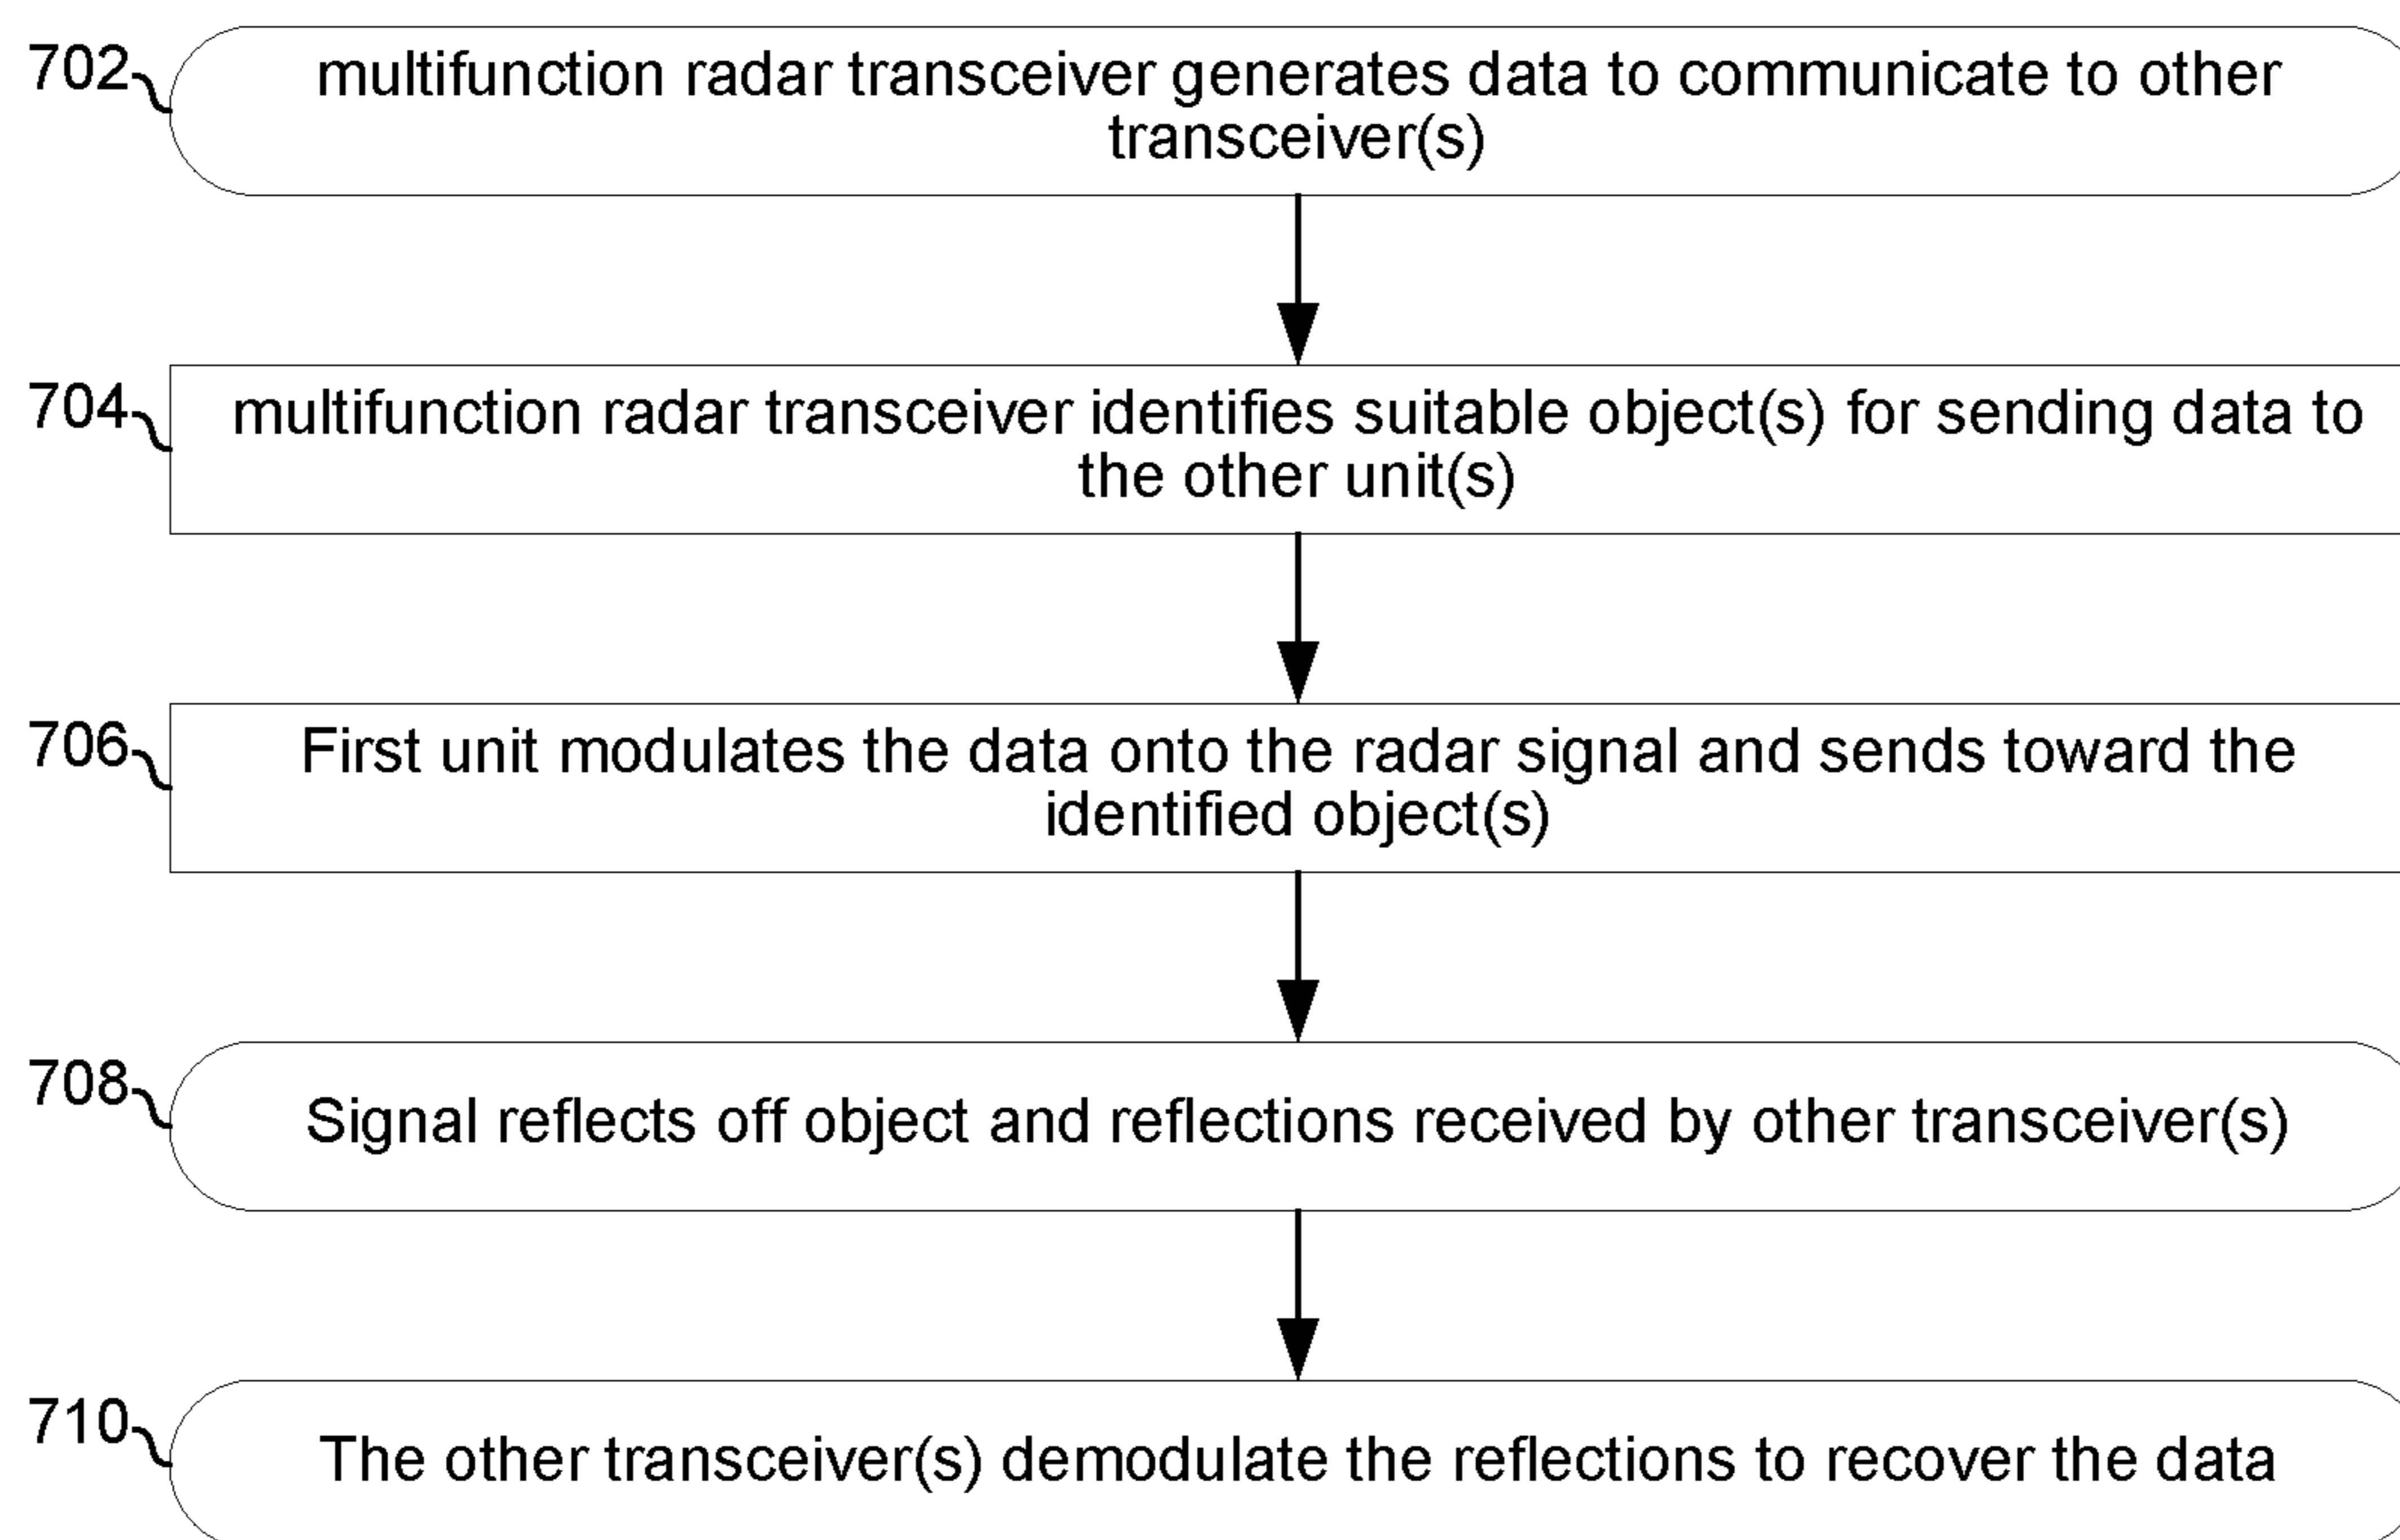 702
multifunction radar transceiver generates data to communicate to other
transceiver(s)
704
multifunction radar transceiver identifies suitable object(s) for sending data to
the other unit(s)
706
First unit modulates the data onto the radar signal and sends toward the
identified object(s)
708
Signal reflects off object and reflections received by other transceiver(s)
710
The other transceiver(s) demodulate the reflections to recover the data